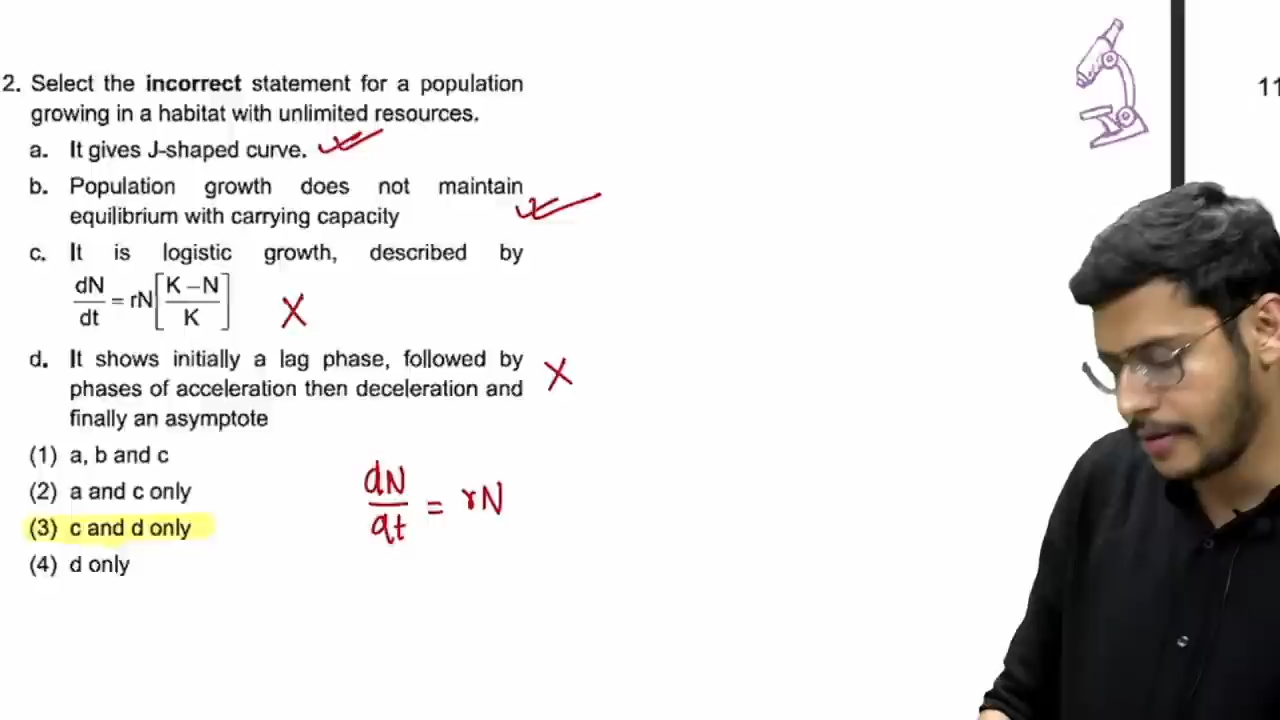 2. Select the incorrect statement for a population
growing in a habitat with unlimited resources.
a. It gives J-shaped curve.
b. Population growth does not maintain
equilibrium with carrying capacity
c. It is logistic growth, described by
dN/dt = rN[K – N/K]
d. It shows initially a lag phase, followed by
phases of acceleration then deceleration and
finally an asymptote
(1) a, b and c
(2) a and c only
(3) c and d only
(4) d only
dN/dt = rN
11